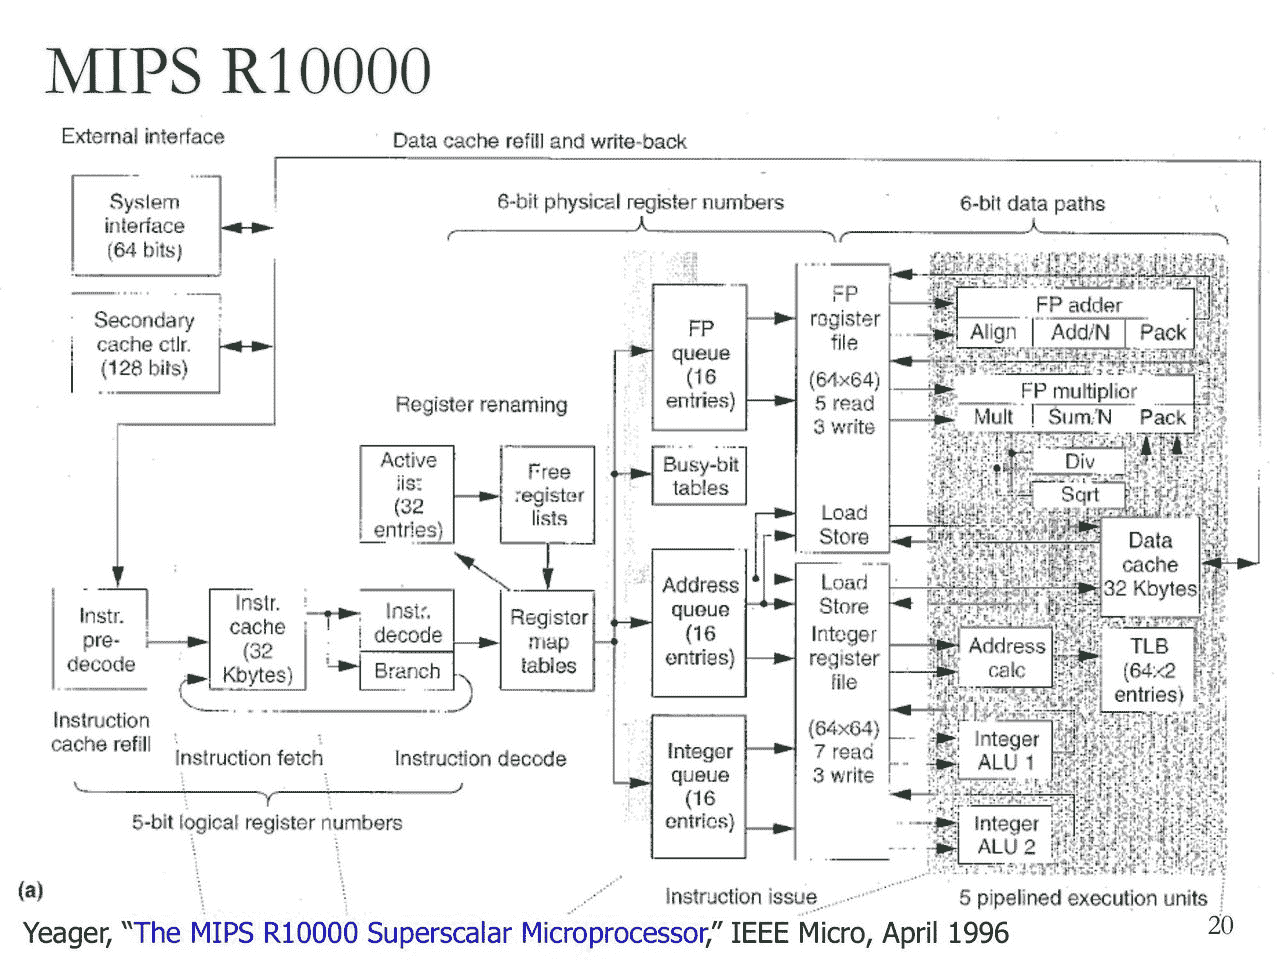 MIPS R10000
External interface
Data cache refill and write-back
System
interface
(64 bits)
6-bit physical register numbers
6-bit data paths
Secondary
cache ctlr.
(128 bits)
FP
queue
(16
entries)
FP
register
file
(64x64)
5 read
3 write
Load
Store
FP adder
Align
Add/N
Pack
FP multiplior
Mult
Sum/N
Pack
Div
Sqrt
Register renaming
Active
list
(32
entries)
Free
register
lists
Busy-bit
tables
Data
cache
32 Kbytes
Instr.
pre-
decode
Instr.
cache
(32
Kbytes)
Instr.
decode
Branch
Register
map
tables
Address
queue
(16
entries)
Load
Store
Integer
register
file
(64x64)
7 read
3 write
Address
calc
TLB
(64x2
entries)
Instruction
cache refill
Instruction fetch
Instruction decode
Integer
queue
(16
entries)
Integer
ALU 1
Integer
ALU 2
5-bit logical register numbers
(a)
Instruction issue
5 pipelined execution units
Yeager, “The MIPS R10000 Superscalar Microprocessor,” IEEE Micro, April 1996
20